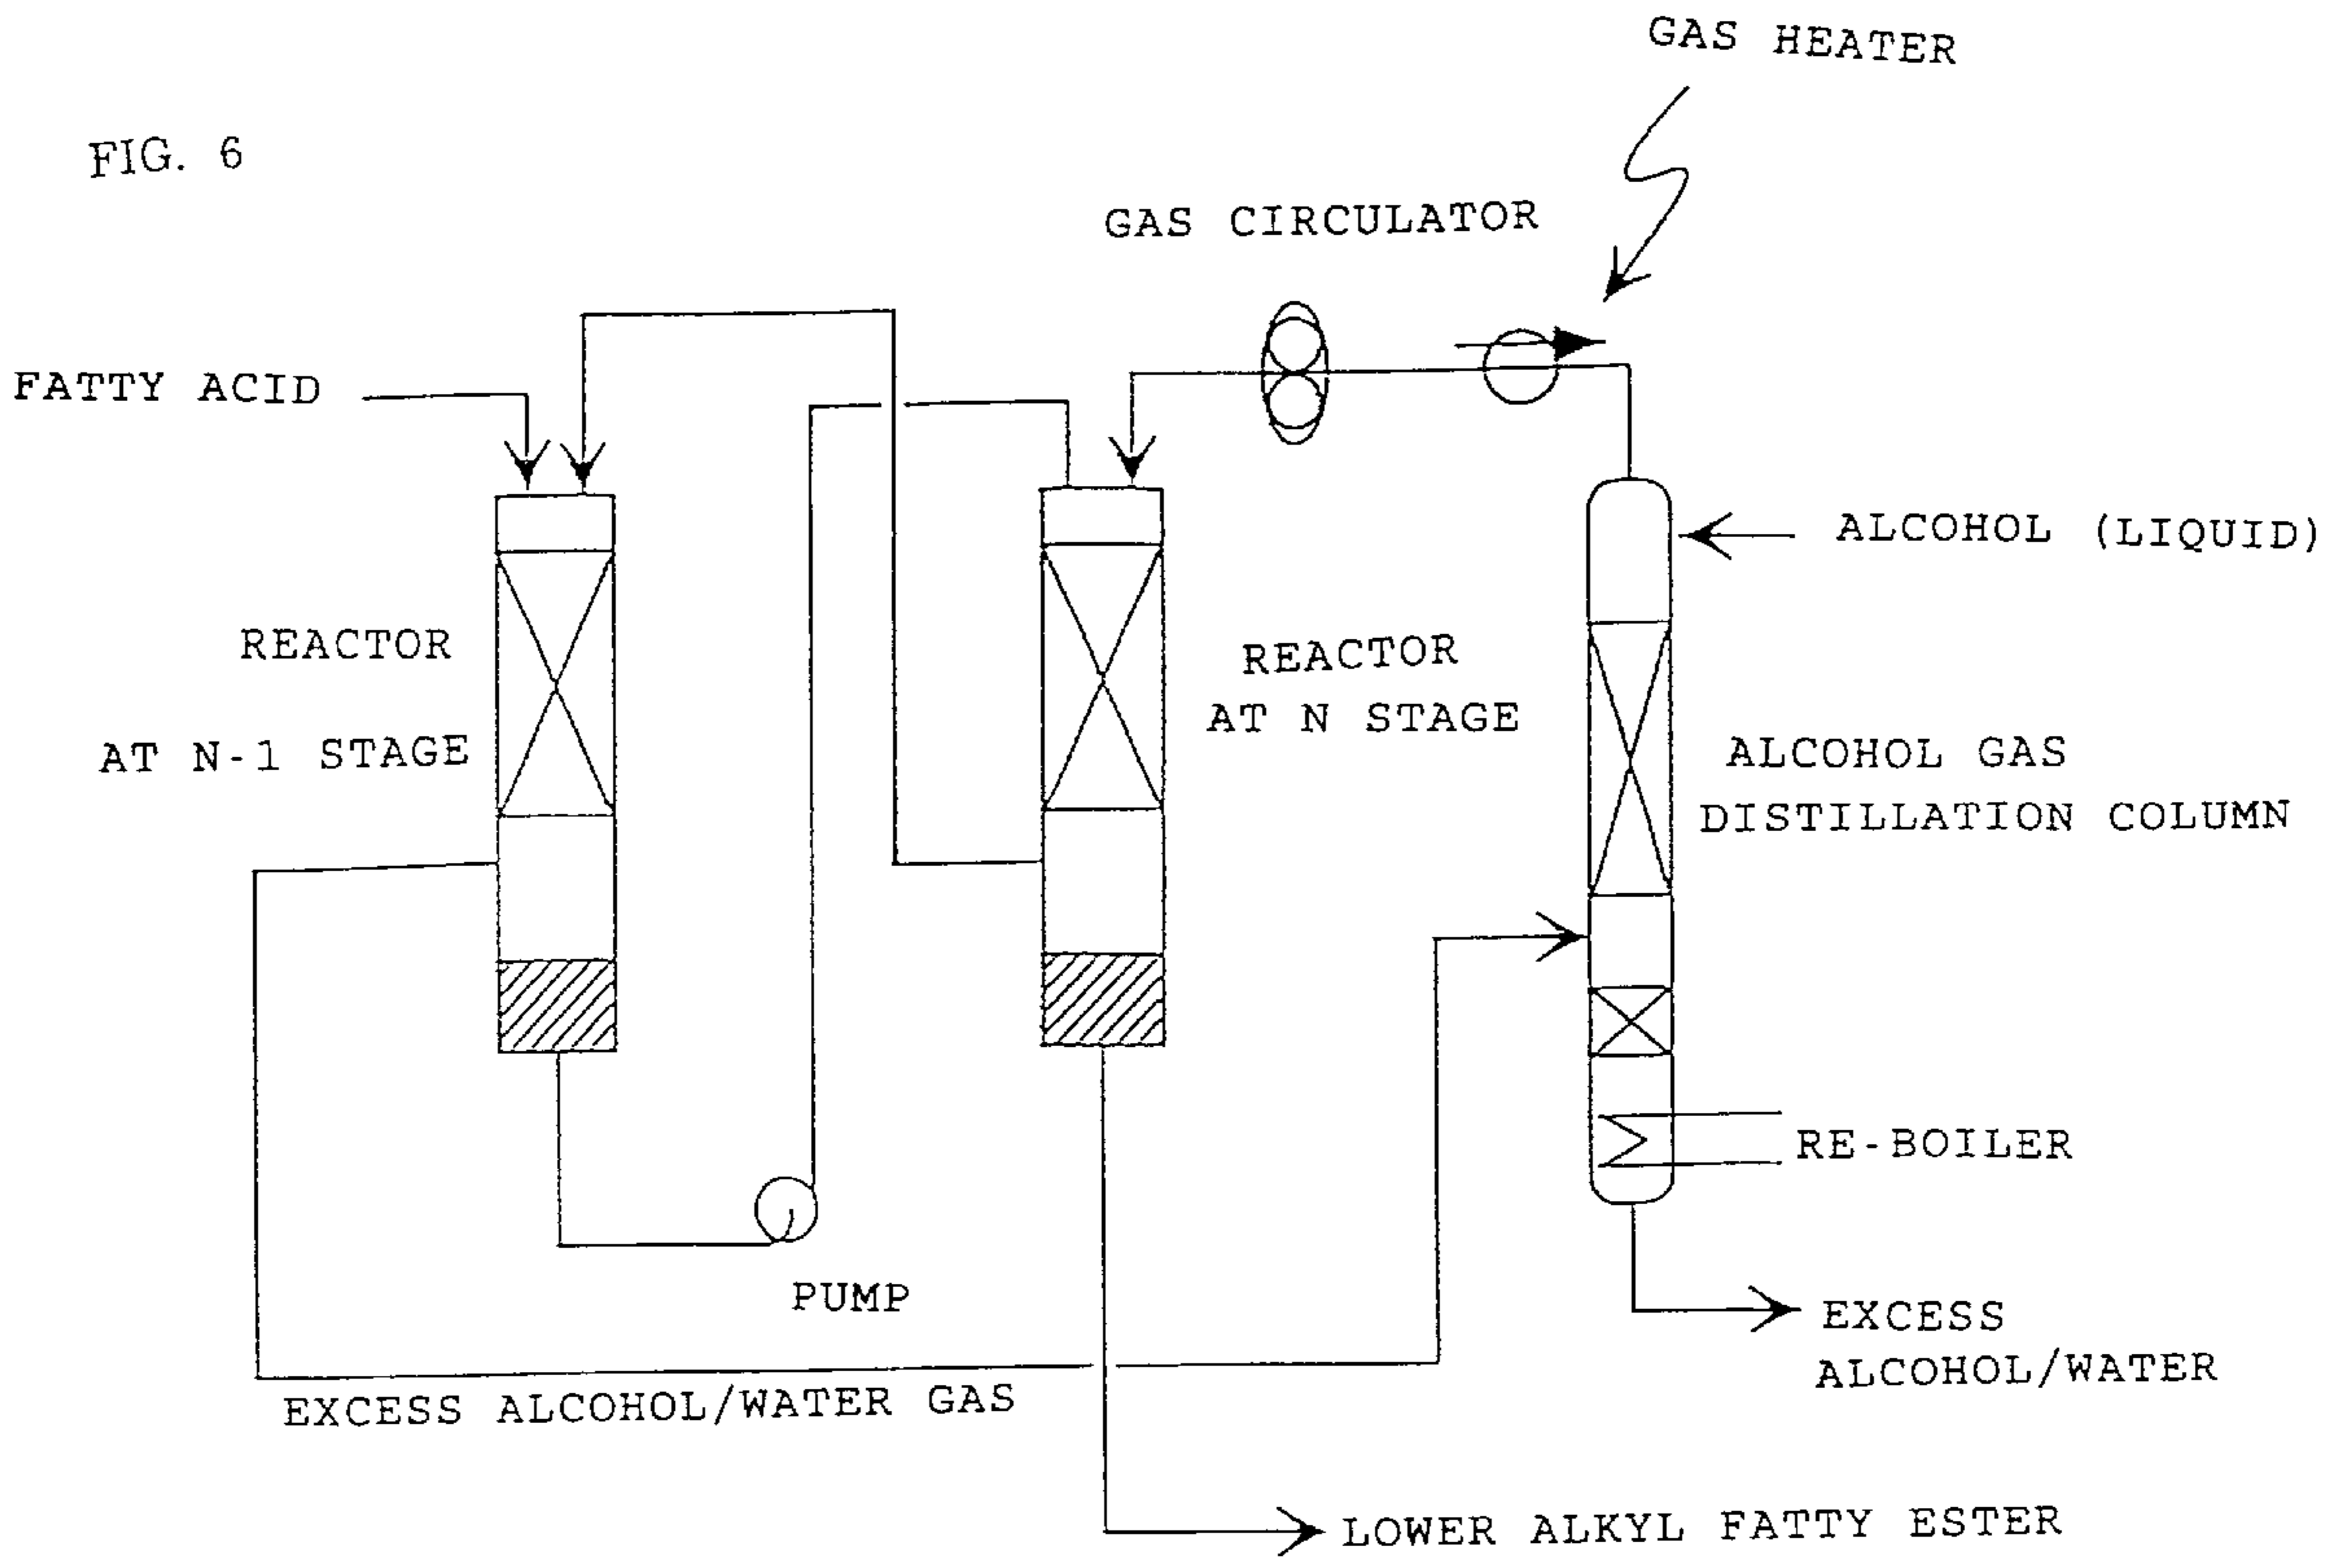 GAS HEATER
FIG. 6
GAS CIRCULATOR
FATTY ACID
ALCOHOL (LIQUID)
REACTOR
AT N-1 STAGE
REACTOR
AT N STAGE
ALCOHOL GAS
DISTILLATION COLUMN
RE-BOILER
PUMP
EXCESS
ALCOHOL/WATER
EXCESS ALCOHOL/WATER GAS
LOWER ALKYL FATTY ESTER